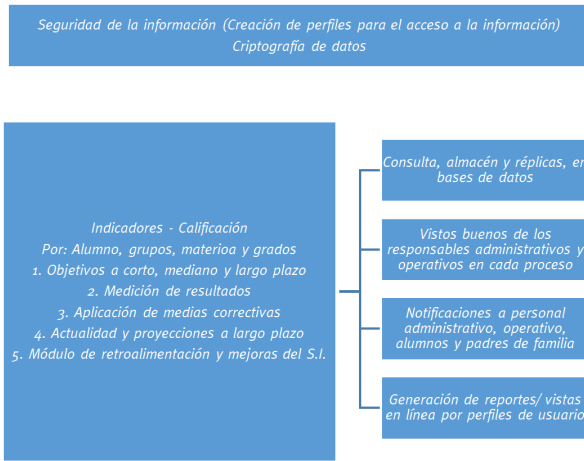 Seguridad de la información (Creación de perfiles para el acceso a la información)
Criptografía de datos
Indicadores - Calificación
Por: Alumno, grupos, materioa y grados
1. Objetivos a corto, mediano y largo plazo
2. Medición de resultados
3. Aplicación de medias correctivas
4. Actualidad y proyecciones a largo plazo
5. Módulo de retroalimentación y mejoras del S.I.
Consulta, almacén y réplicas, en
bases de datos
Vistos buenos de los
responsables administrativos y
operativos en cada proceso
Notificaciones a personal
administrativo, operativo,
alumnos y padres de familia
Generación de reportes/ vistas
en línea por perfiles de usuario